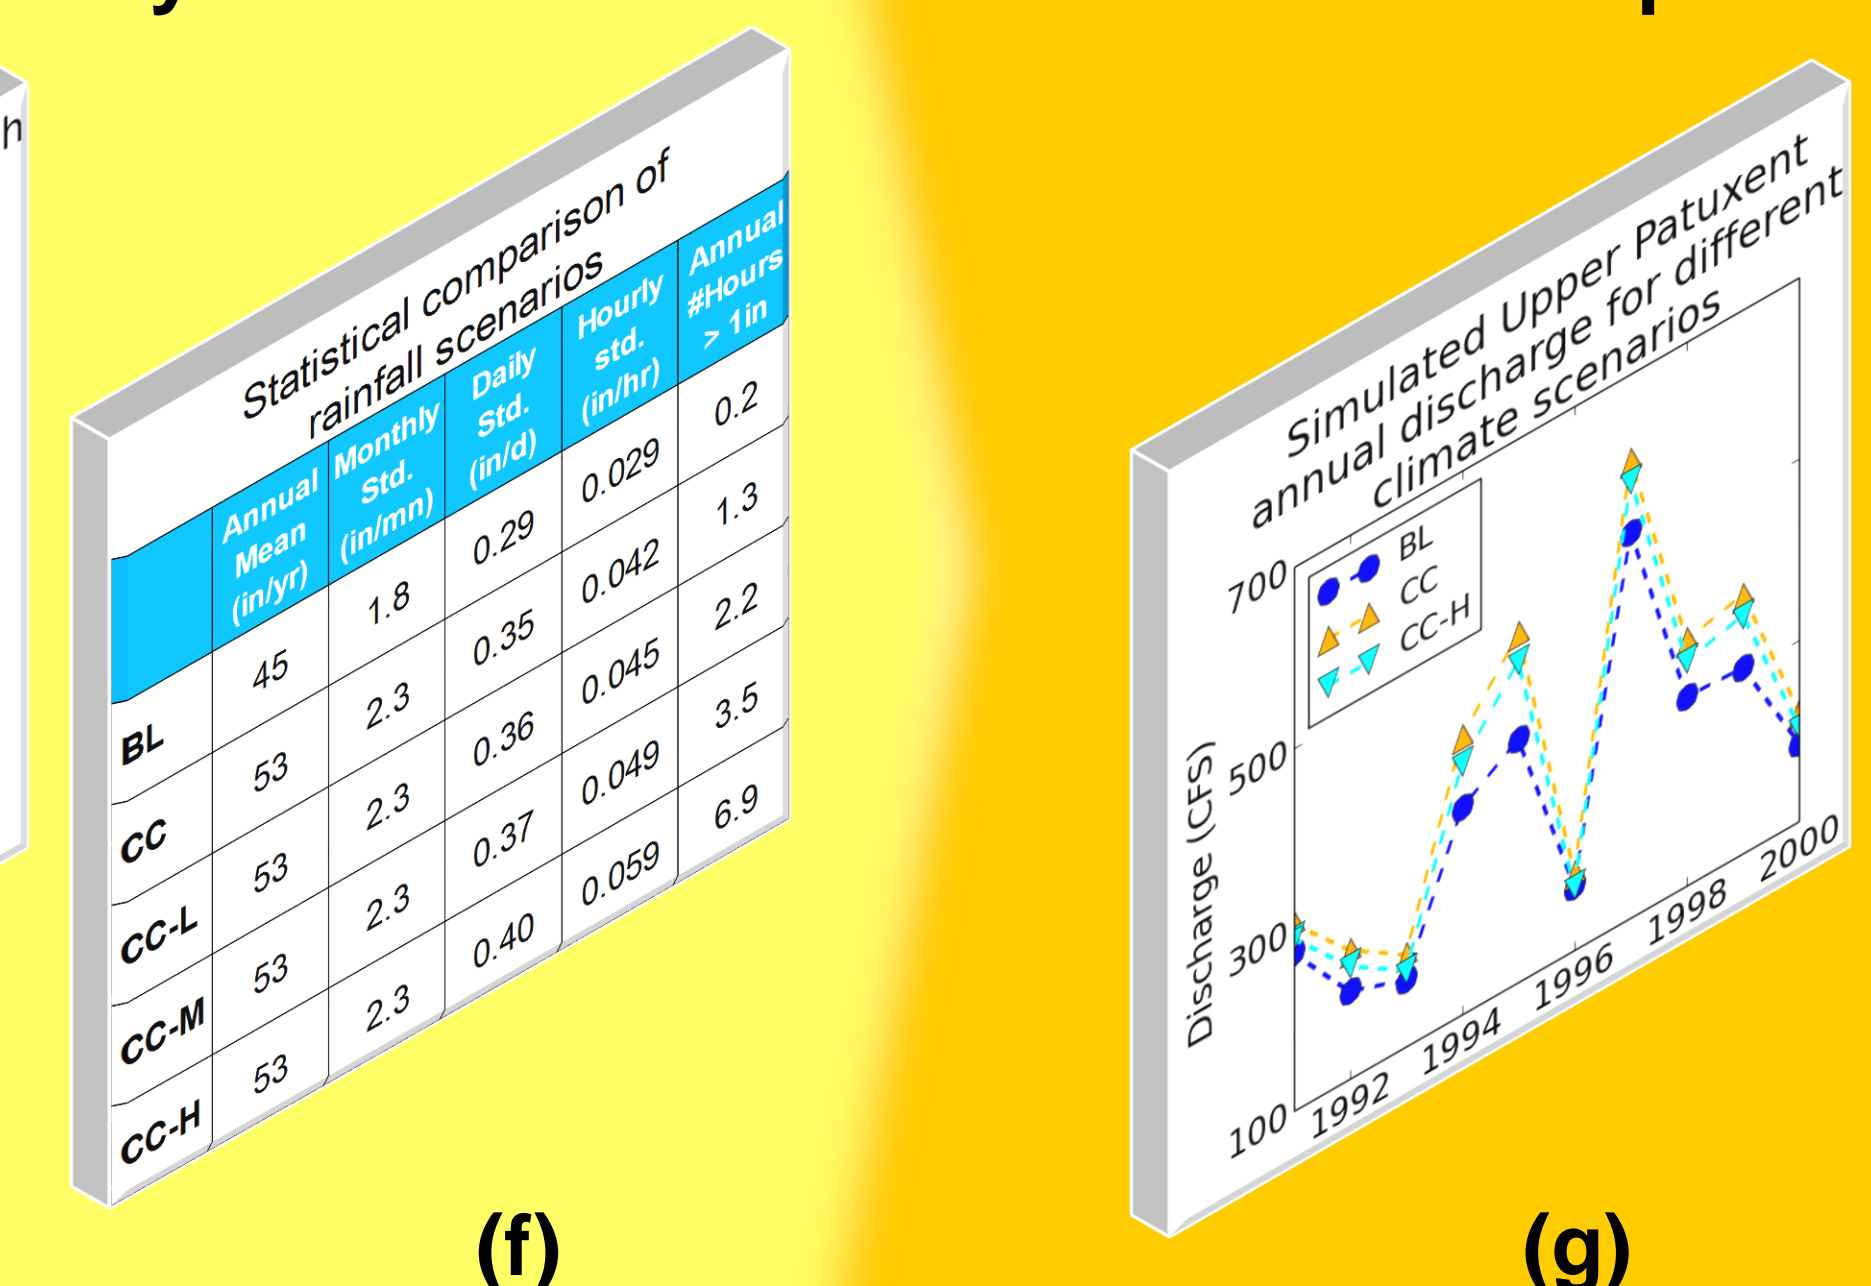 h
Statistical comparison of
rainfall scenarios
Annual Mean (in/yr) Monthly Std. (in/mn) Daily Std. (in/d) Hourly std. (in/hr) Annual #Hours > 1in
BL 45 1.8 0.29 0.029 0.2
CC 53 2.3 0.35 0.042 1.3
CC-L 53 2.3 0.36 0.045 2.2
CC-M 53 2.3 0.37 0.049 3.5
CC-H 53 2.3 0.40 0.059 6.9
(f)
Simulated Upper Patuxent
annual discharge for different
climate scenarios
BL
CC
CC-H
Discharge (CFS)
700
500
300
100
1992 1994 1996 1998 2000
(g)